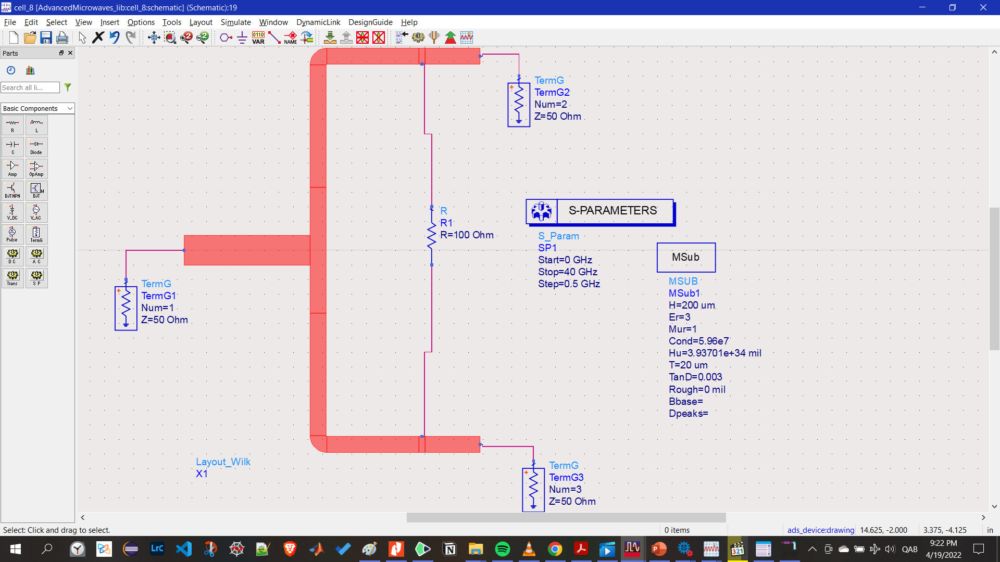 cell_8 [AdvancedMicrowaves_lib:cell_8:schematic] (Schematic):19
File Edit Select View Insert Options Tools Layout Simulate Window DynamicLink DesignGuide Help
0110
VAR
NAME
Parts
Search all li...
Basic Components
R L
C Diode
Amp OpAmp
BJTNPN BJT
M
V_DC V_AC
Pulse TermG
DC AC
Trans SP
TermG
TermG2
Num=2
Z=50 Ohm
R
R1
R=100 Ohm
S-PARAMETERS
S_Param
SP1
Start=0 GHz
Stop=40 GHz
Step=0.5 GHz
MSub
MSUB
MSub1
H=200 um
Er=3
Mur=1
Cond=5.96e7
Hu=3.93701e+34 mil
T=20 um
TanD=0.003
Rough=0 mil
Bbase=
Dpeaks=
TermG
TermG1
Num=1
Z=50 Ohm
Layout_Wilk
X1
TermG
TermG3
Num=3
Z=50 Ohm
Select: Click and drag to select.
0 items
ads_device:drawing
14.625, -2.000
3.375, -4.125
in
LrC
321
QAB
9:22 PM
4/19/2022